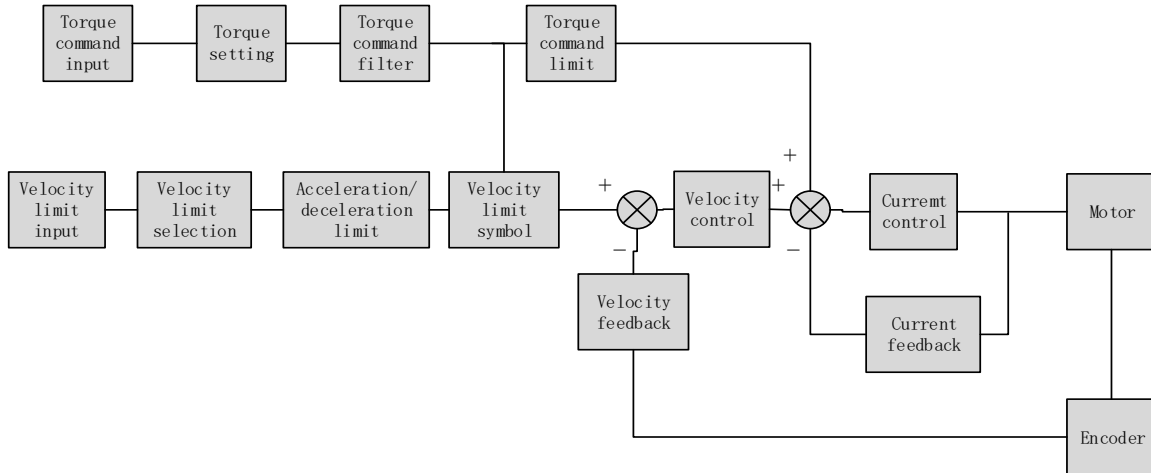 Torque
command
input
Torque
setting
Torque
command
filter
Torque
command
limit
Velocity
limit
input
Velocity
limit
selection
Acceleration/
deceleration
limit
Velocity
limit
symbol
+
−
Velocity
control
+
+
−
Curremt
control
Motor
Velocity
feedback
Current
feedback
Encoder